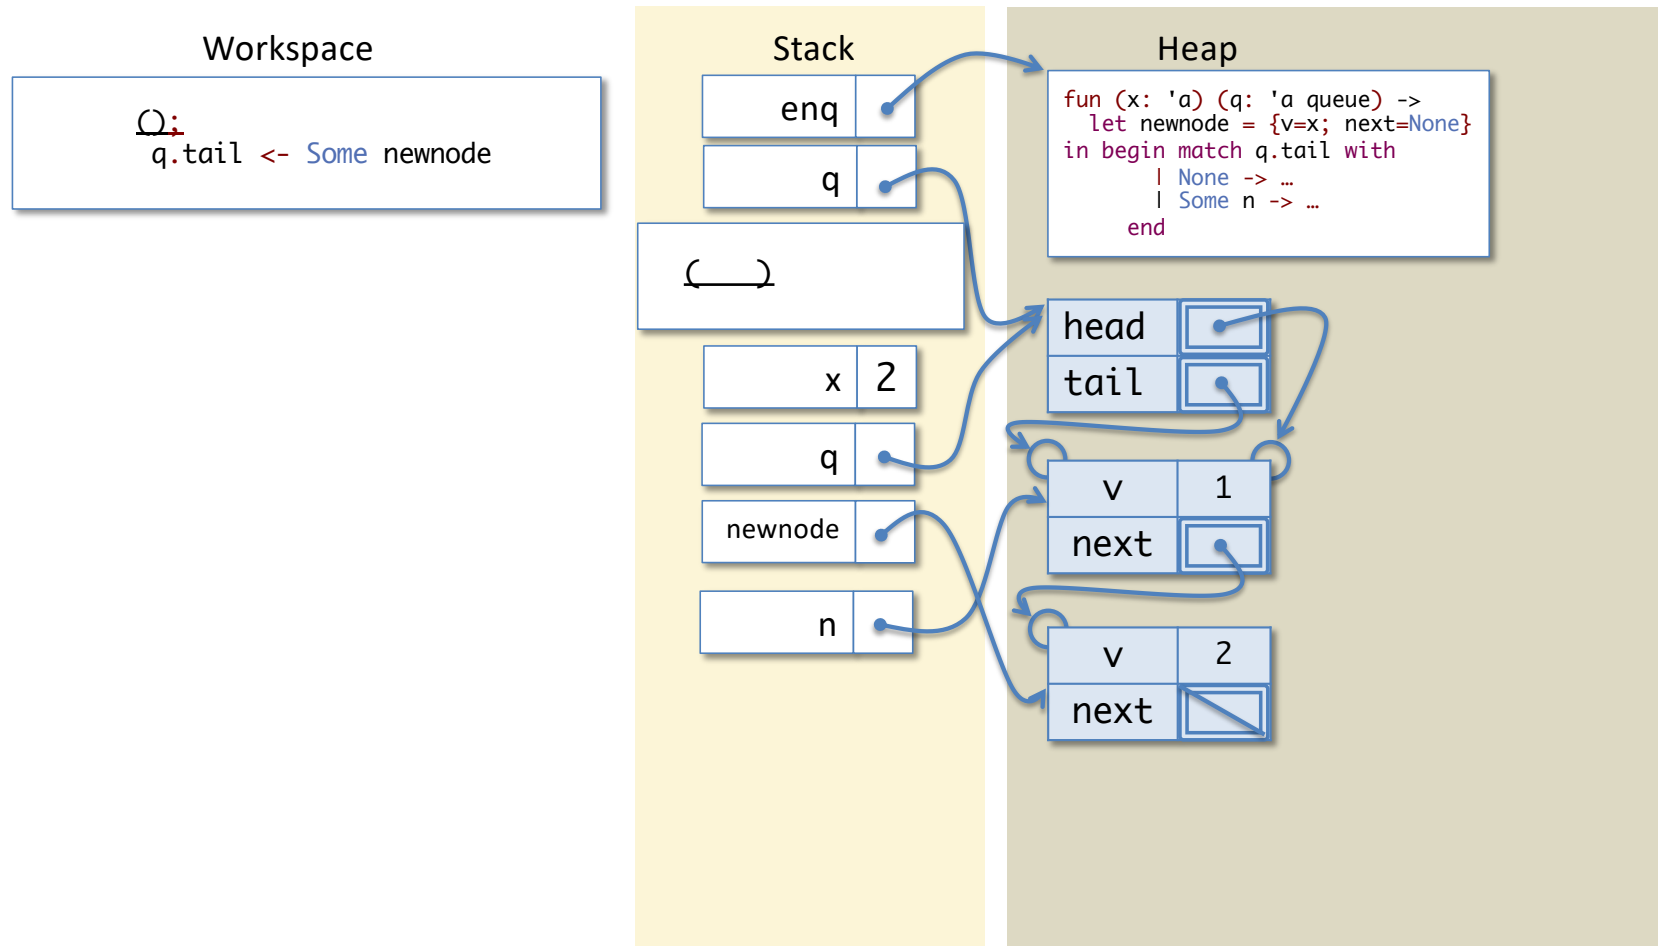 Workspace
();
q.tail <- Some newnode
Stack
enq
q
(    )
x 2
q
newnode
n
Heap
fun (x: 'a) (q: 'a queue) ->
let newnode = {v=x; next=None}
in begin match q.tail with
| None -> …
| Some n -> …
end
head
tail
v 1
next
v 2
next